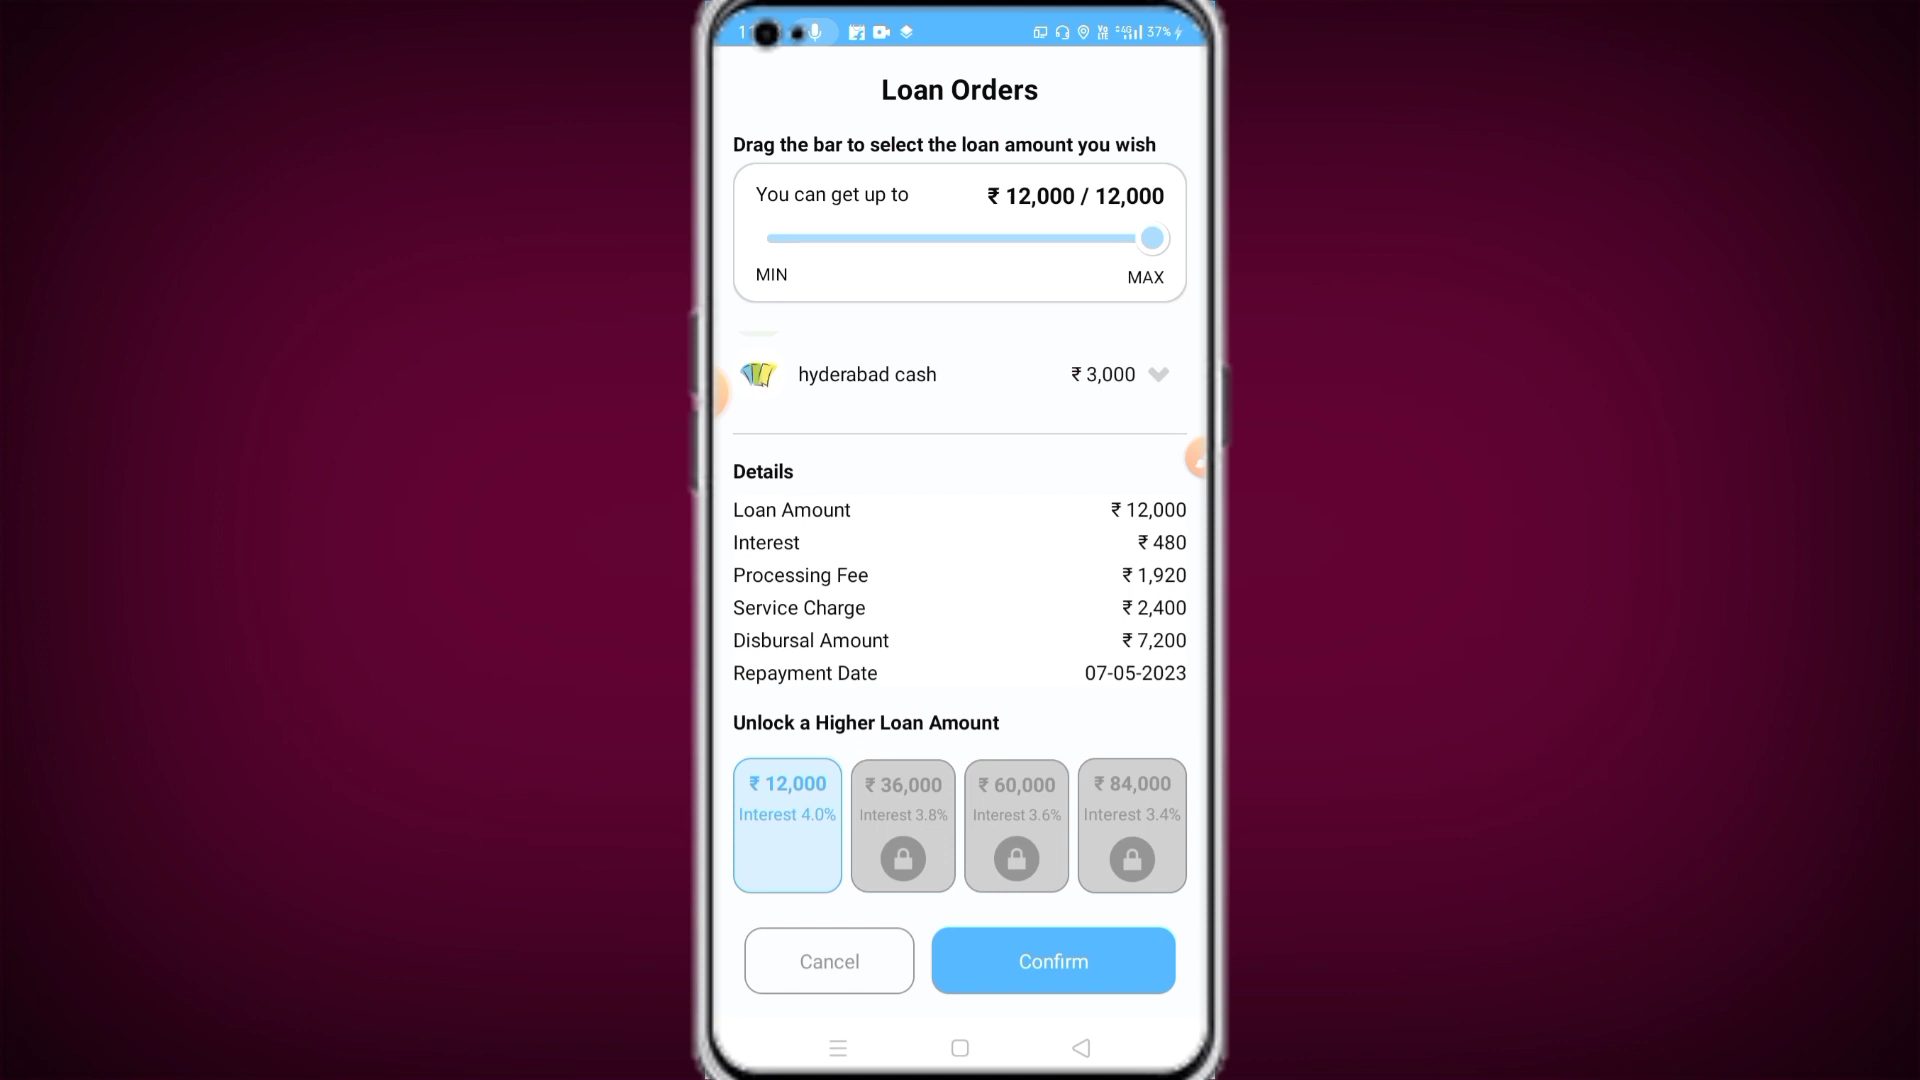 37%
Loan Orders
Drag the bar to select the loan amount you wish
You can get up to ₹ 12,000 / 12,000
MIN MAX
hyderabad cash ₹ 3,000
Details
Loan Amount ₹ 12,000
Interest ₹ 480
Processing Fee ₹ 1,920
Service Charge ₹ 2,400
Disbursal Amount ₹ 7,200
Repayment Date 07-05-2023
Unlock a Higher Loan Amount
₹ 12,000 ₹ 36,000 ₹ 60,000 ₹ 84,000
Interest 4.0% Interest 3.8% Interest 3.6% Interest 3.4%
Cancel Confirm